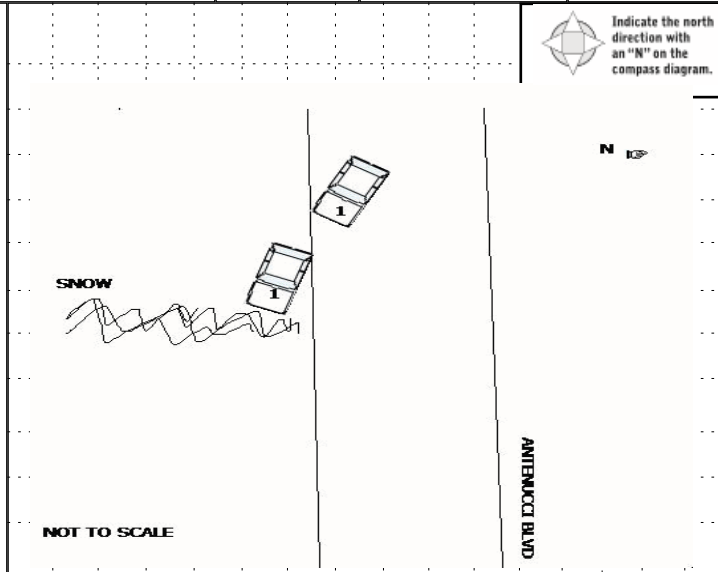 Indicate the north
direction with
an “N” on the
compass diagram.
N
1
1
SNOW
ANTENUCCI BLVD
NOT TO SCALE